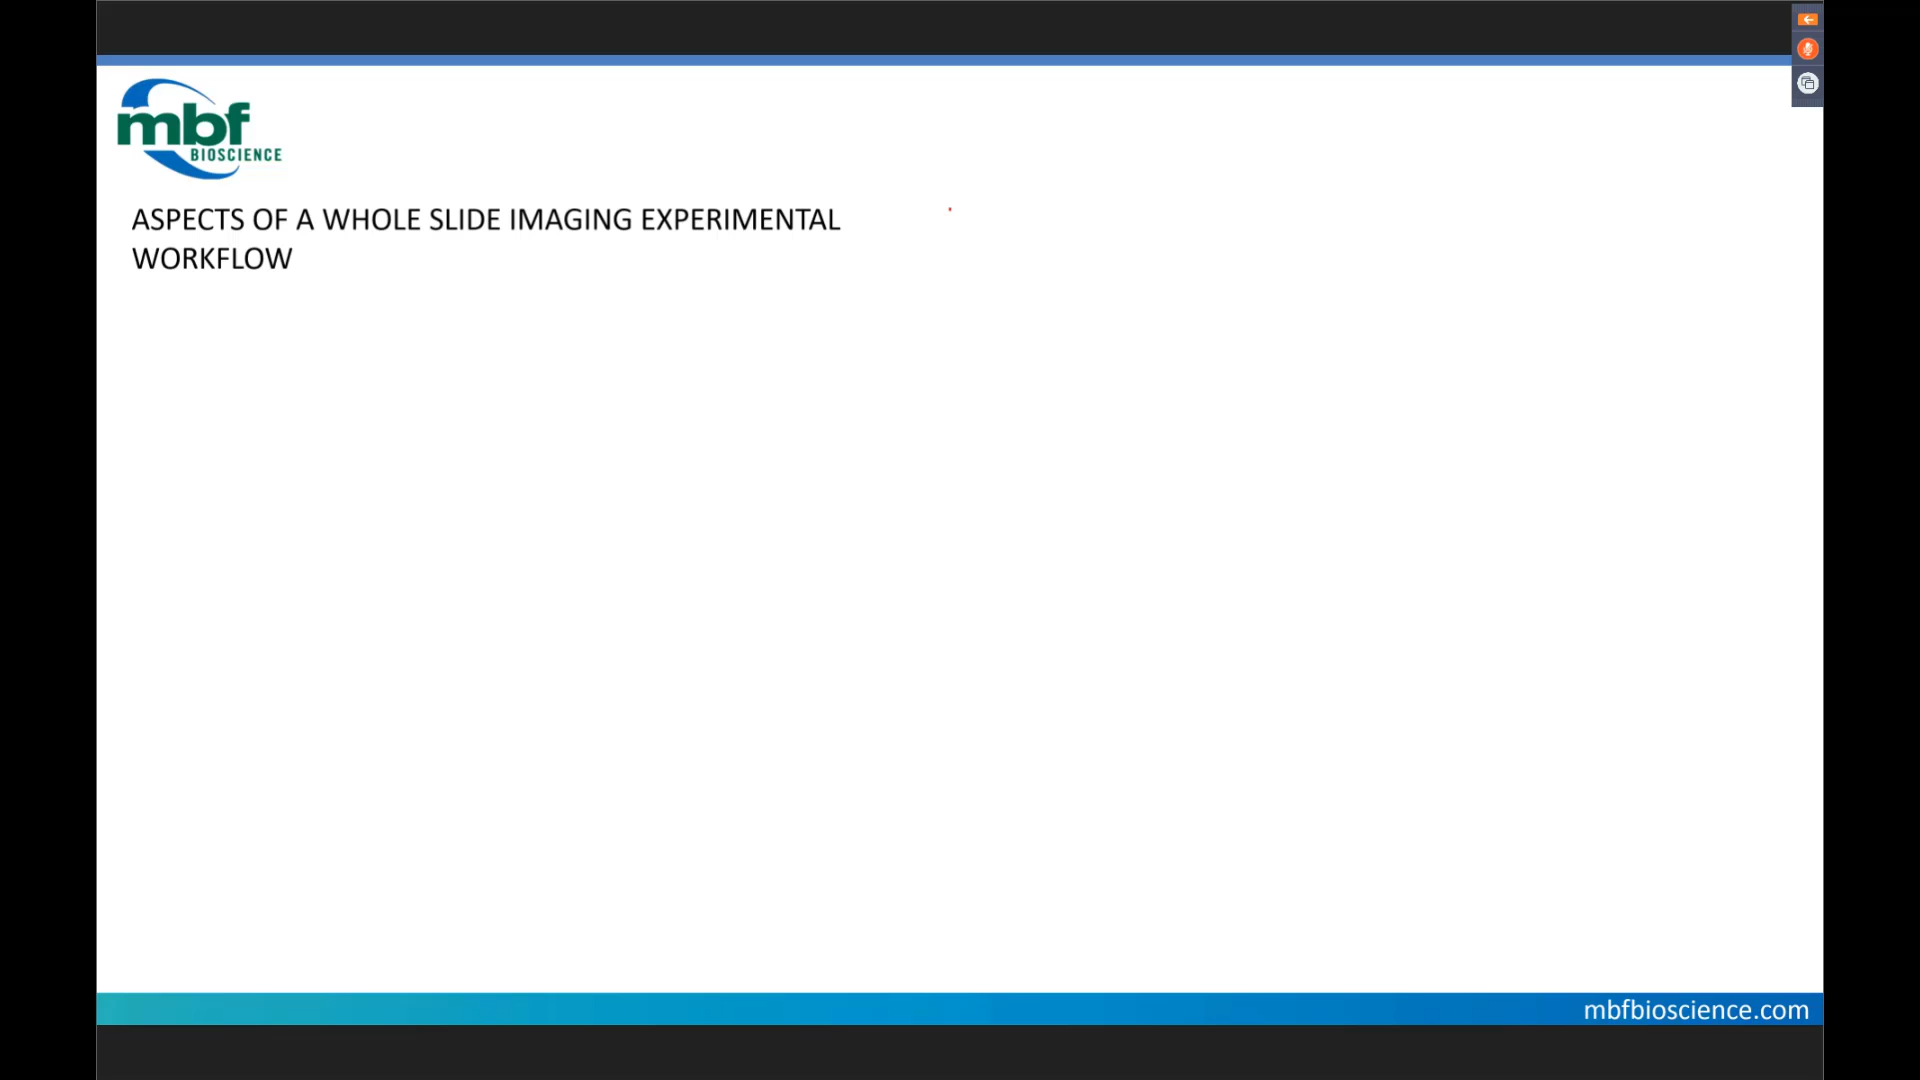 mbf
BIOSCIENCE
ASPECTS OF A WHOLE SLIDE IMAGING EXPERIMENTAL
WORKFLOW
mbfbioscience.com